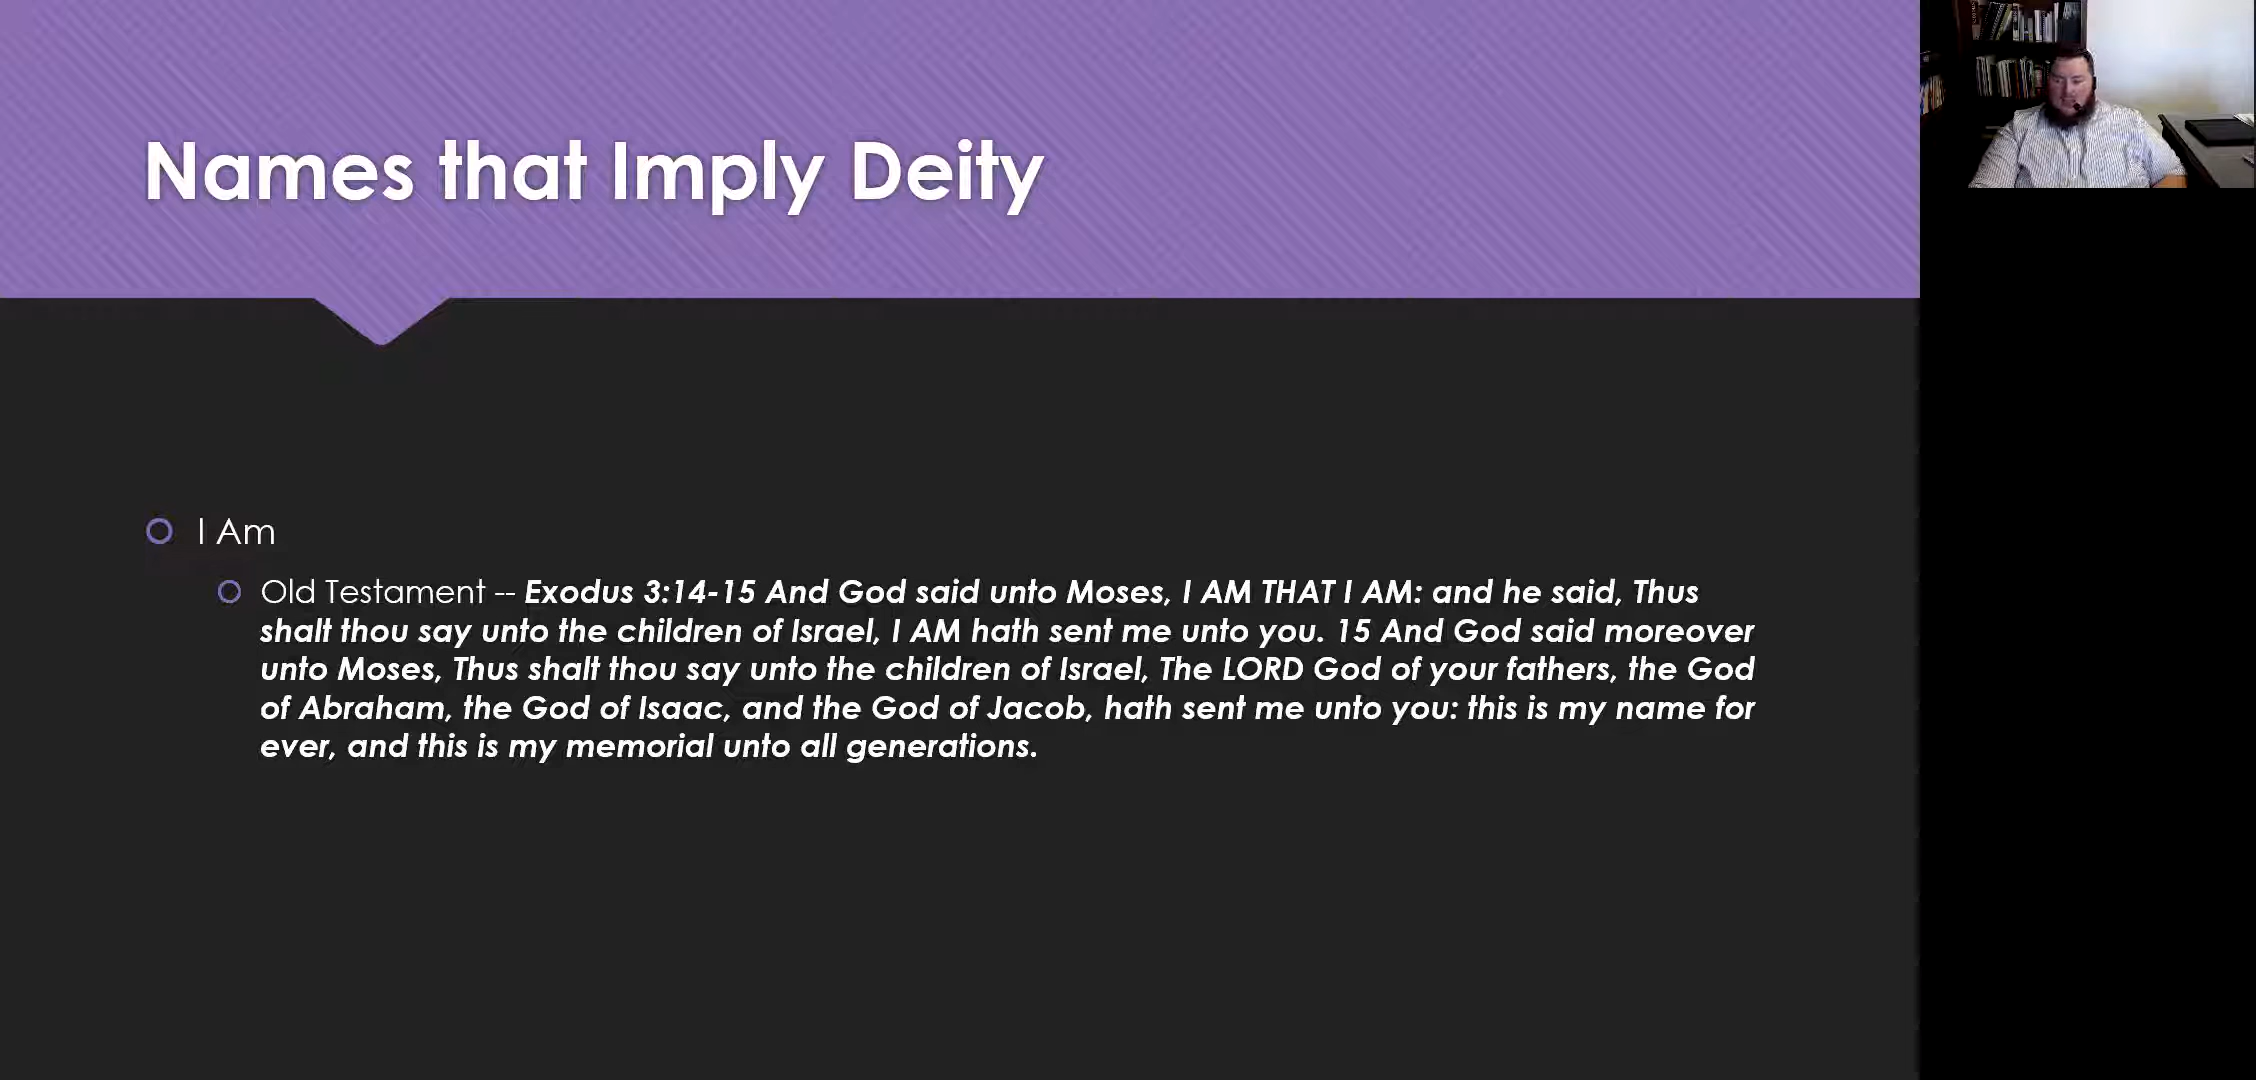 Names that Imply Deity
I Am
Old Testament -- Exodus 3:14-15 And God said unto Moses, I AM THAT I AM: and he said, Thus
shalt thou say unto the children of Israel, I AM hath sent me unto you. 15 And God said moreover
unto Moses, Thus shalt thou say unto the children of Israel, The LORD God of your fathers, the God
of Abraham, the God of Isaac, and the God of Jacob, hath sent me unto you: this is my name for
ever, and this is my memorial unto all generations.